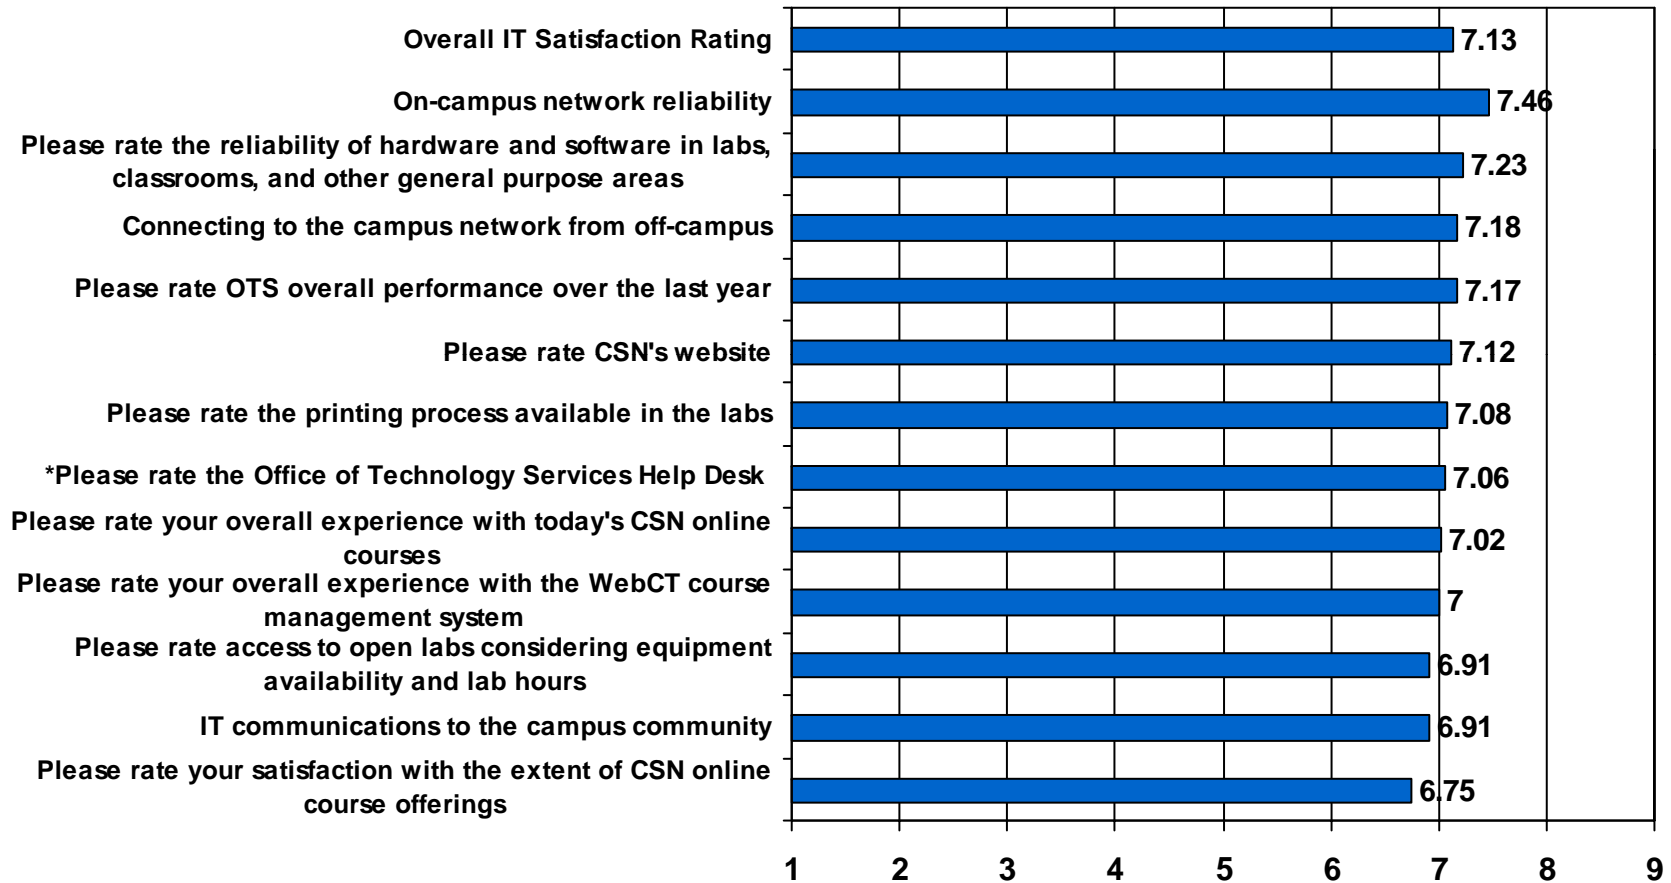 Overall IT Satisfaction Rating
7.13
On-campus network reliability
7.46
Please rate the reliability of hardware and software in labs,
classrooms, and other general purpose areas
7.23
Connecting to the campus network from off-campus
7.18
Please rate OTS overall performance over the last year
7.17
Please rate CSN's website
7.12
Please rate the printing process available in the labs
7.08
*Please rate the Office of Technology Services Help Desk
7.06
Please rate your overall experience with today's CSN online
courses
7.02
Please rate your overall experience with the WebCT course
management system
7
Please rate access to open labs considering equipment
availability and lab hours
6.91
IT communications to the campus community
6.91
Please rate your satisfaction with the extent of CSN online
course offerings
6.75
1 2 3 4 5 6 7 8 9